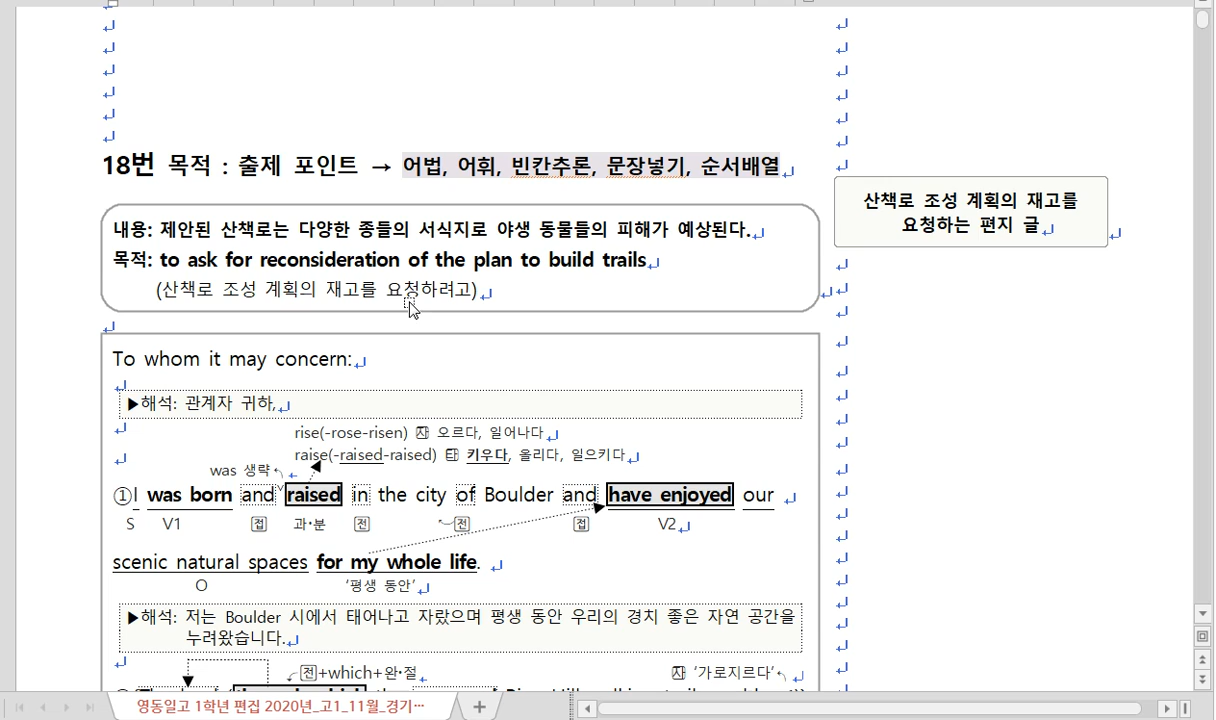 18번 목적 : 출제 포인트 → 어법, 어휘, 빈칸추론, 문장넣기, 순서배열
산책로 조성 계획의 재고를
요청하는 편지 글
내용: 제안된 산책로는 다양한 종들의 서식지로 야생 동물들의 피해가 예상된다.
목적: to ask for reconsideration of the plan to build trails
(산책로 조성 계획의 재고를 요청하려고)
To whom it may concern:
▶해석: 관계자 귀하,
rise(-rose-risen) 자 오르다, 일어나다
raise(-raised-raised) 타 키우다, 올리다, 일으키다
was 생략
①I was born and raised in the city of Boulder and have enjoyed our
S V1 접 과·분 전 전 접 V2
scenic natural spaces for my whole life.
O '평생 동안'
▶해석: 저는 Boulder 시에서 태어나고 자랐으며 평생 동안 우리의 경치 좋은 자연 공간을
누려왔습니다.
전+which+완·절 자 '가로지르다'
영동일고 1학년 편집 2020년_고1_11월_경기···